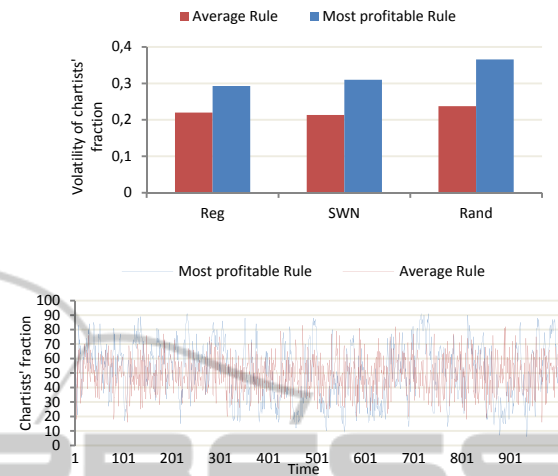 Average Rule Most profitable Rule
Volatility of chartists'
fraction
0,4
0,3
0,2
0,1
0
Reg SWN Rand
Most profitable Rule Average Rule
Chartists' fraction
100
90
80
70
60
50
40
30
20
10
0
1 101 201 301 401 501 601 701 801 901
Time